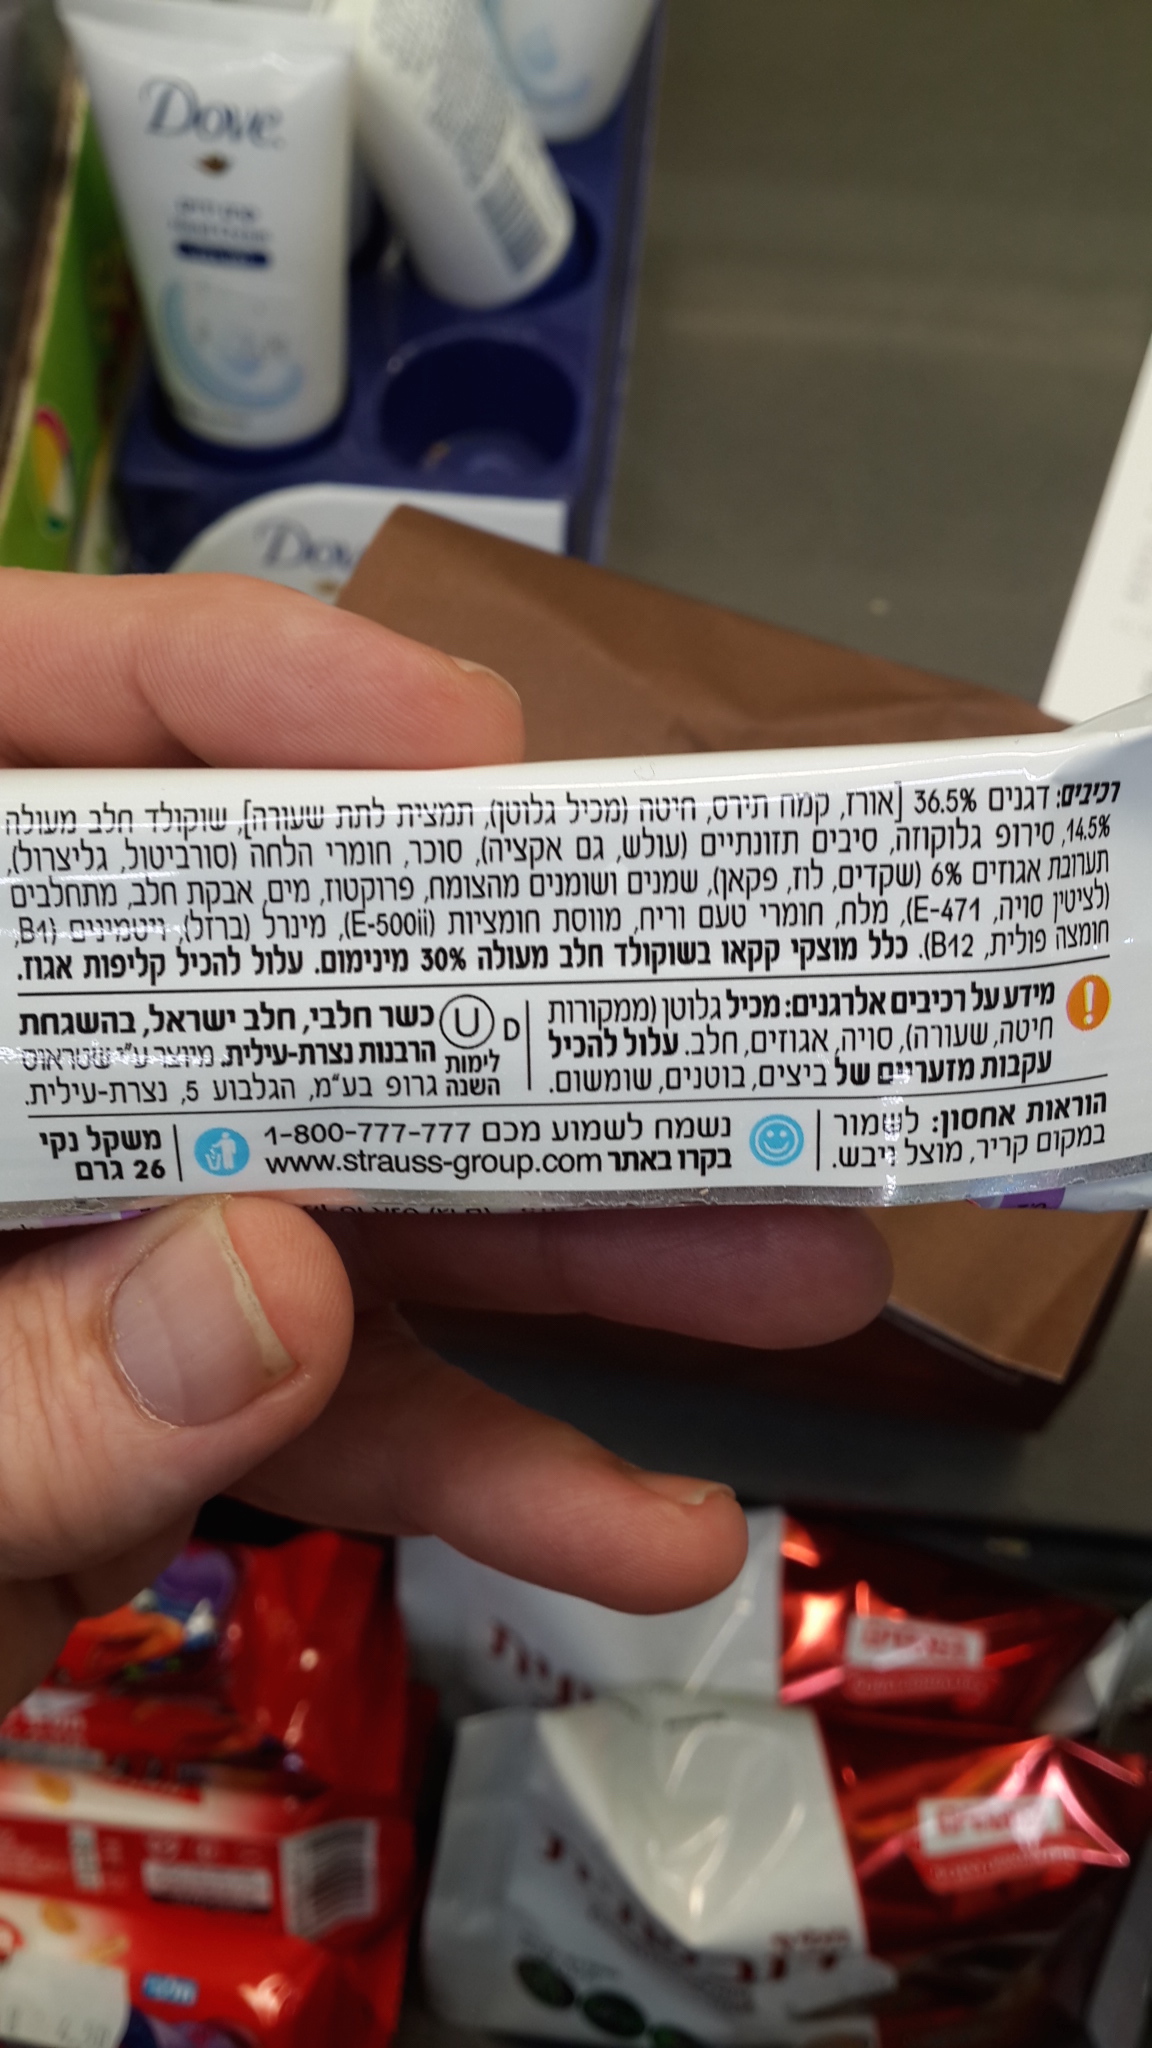 Dove
Dov
רכיבים: דגנים 36.5% [אורז, קמח תירס, חיטה (מכיל גלוטן), תמצית לתת שעורה], שוקולד חלב מעולה
14.5%, סירופ גלוקוזה, סיבים תזונתיים (עולש, גם אקציה), סוכר, חומרי הלחה (סורביטול, גליצרול),
תערובת אגוזים 6% (שקדים, לוז, פקאן), שמנים ושומנים מהצומח, פרוקטוז, מים, אבקת חלב, מתחלבים
(לציטין סויה, E-471), מלח, חומרי טעם וריח, מווסת חומציות (E-500ii), מינרל (ברזל), ויטמינים (B1,
חומצה פולית, B12). כלל מוצקי קקאו בשוקולד חלב מעולה 30% מינימום. עלול להכיל קליפות אגוז.
מידע על רכיבים אלרגנים: מכיל גלוטן (ממקורות
חיטה, שעורה), סויה, אגוזים, חלב. עלול להכיל
עקבות מזעריים של ביצים, בוטנים, שומשום.
U D
לימות
השנה
כשר חלבי, חלב ישראל, בהשגחת
הרבנות נצרת-עילית. מיוצר ע"י שטראוס
גרופ בע"מ, הגלבוע 5, נצרת-עילית.
הוראות אחסון: לשמור
במקום קריר, מוצל ויבש.
נשמח לשמוע מכם 1-800-777-777
בקרו באתר www.strauss-group.com
משקל נקי
26 גרם